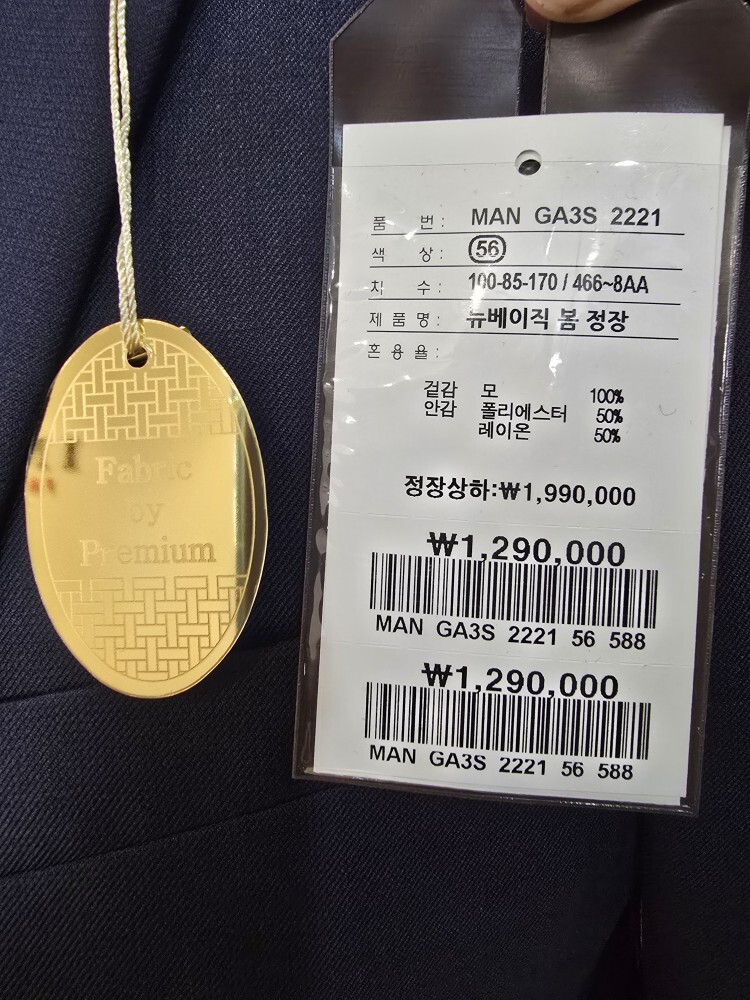 Fabric
by
Premium
품 번 : MAN GA3S 2221
색 상 : 56
치 수 : 100-85-170 / 466~8AA
제 품 명 : 뉴베이직 봄 정장
혼 용 율 :
겉감 모 100%
안감 폴리에스터 50%
레이온 50%
정장상하:₩1,990,000
₩1,290,000
MAN GA3S 2221 56 588
₩1,290,000
MAN GA3S 2221 56 588